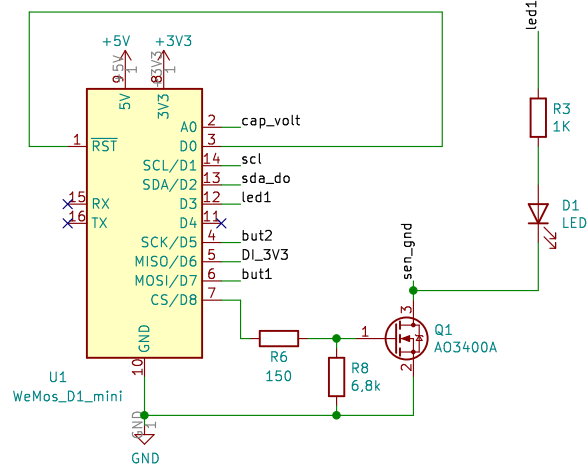 led1
+5V
+3V3
+5V
1
+3V3
1
9
8
5V
3V3
R3
1K
A0
2
cap_volt
1
RST
D0
3
SCL/D1
14
scl
SDA/D2
13
sda_do
15
RX
D3
12
led1
16
TX
D4
11
SCK/D5
4
but2
MISO/D6
5
DI_3V3
MOSI/D7
6
but1
CS/D8
7
D1
LED
sen_gnd
3
1
Q1
AO3400A
2
GND
10
R6
150
R8
6,8k
U1
WeMos_D1_mini
GND
1
GND